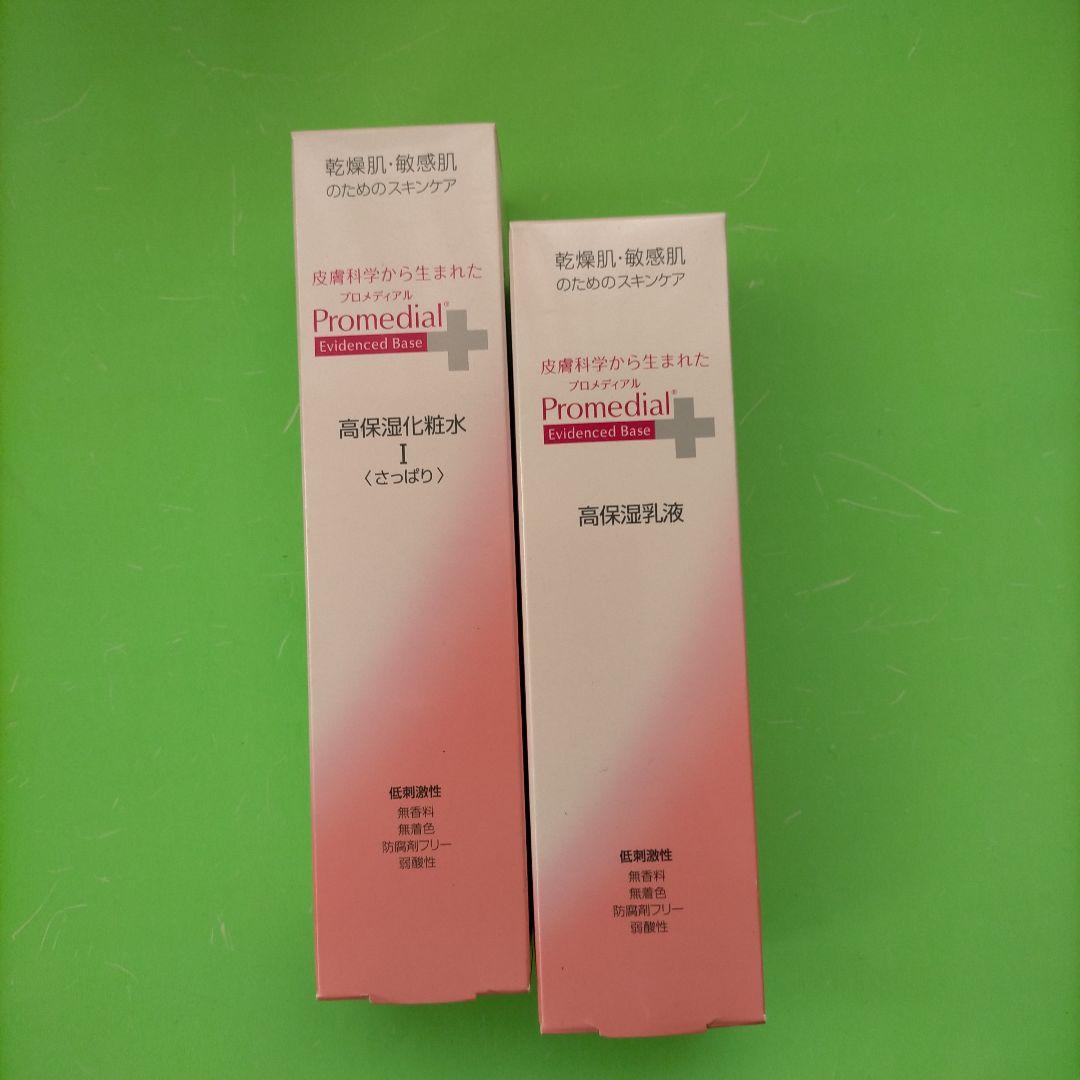 乾燥肌・敏感肌
のためのスキンケア
皮膚科学から生まれた
プロメディアル
Promedial®
Evidenced Base
高保湿化粧水
I
〈さっぱり〉
低刺激性
無香料
無着色
防腐剤フリー
弱酸性
乾燥肌・敏感肌
のためのスキンケア
皮膚科学から生まれた
プロメディアル
Promedial®
Evidenced Base
高保湿乳液
低刺激性
無香料
無着色
防腐剤フリー
弱酸性